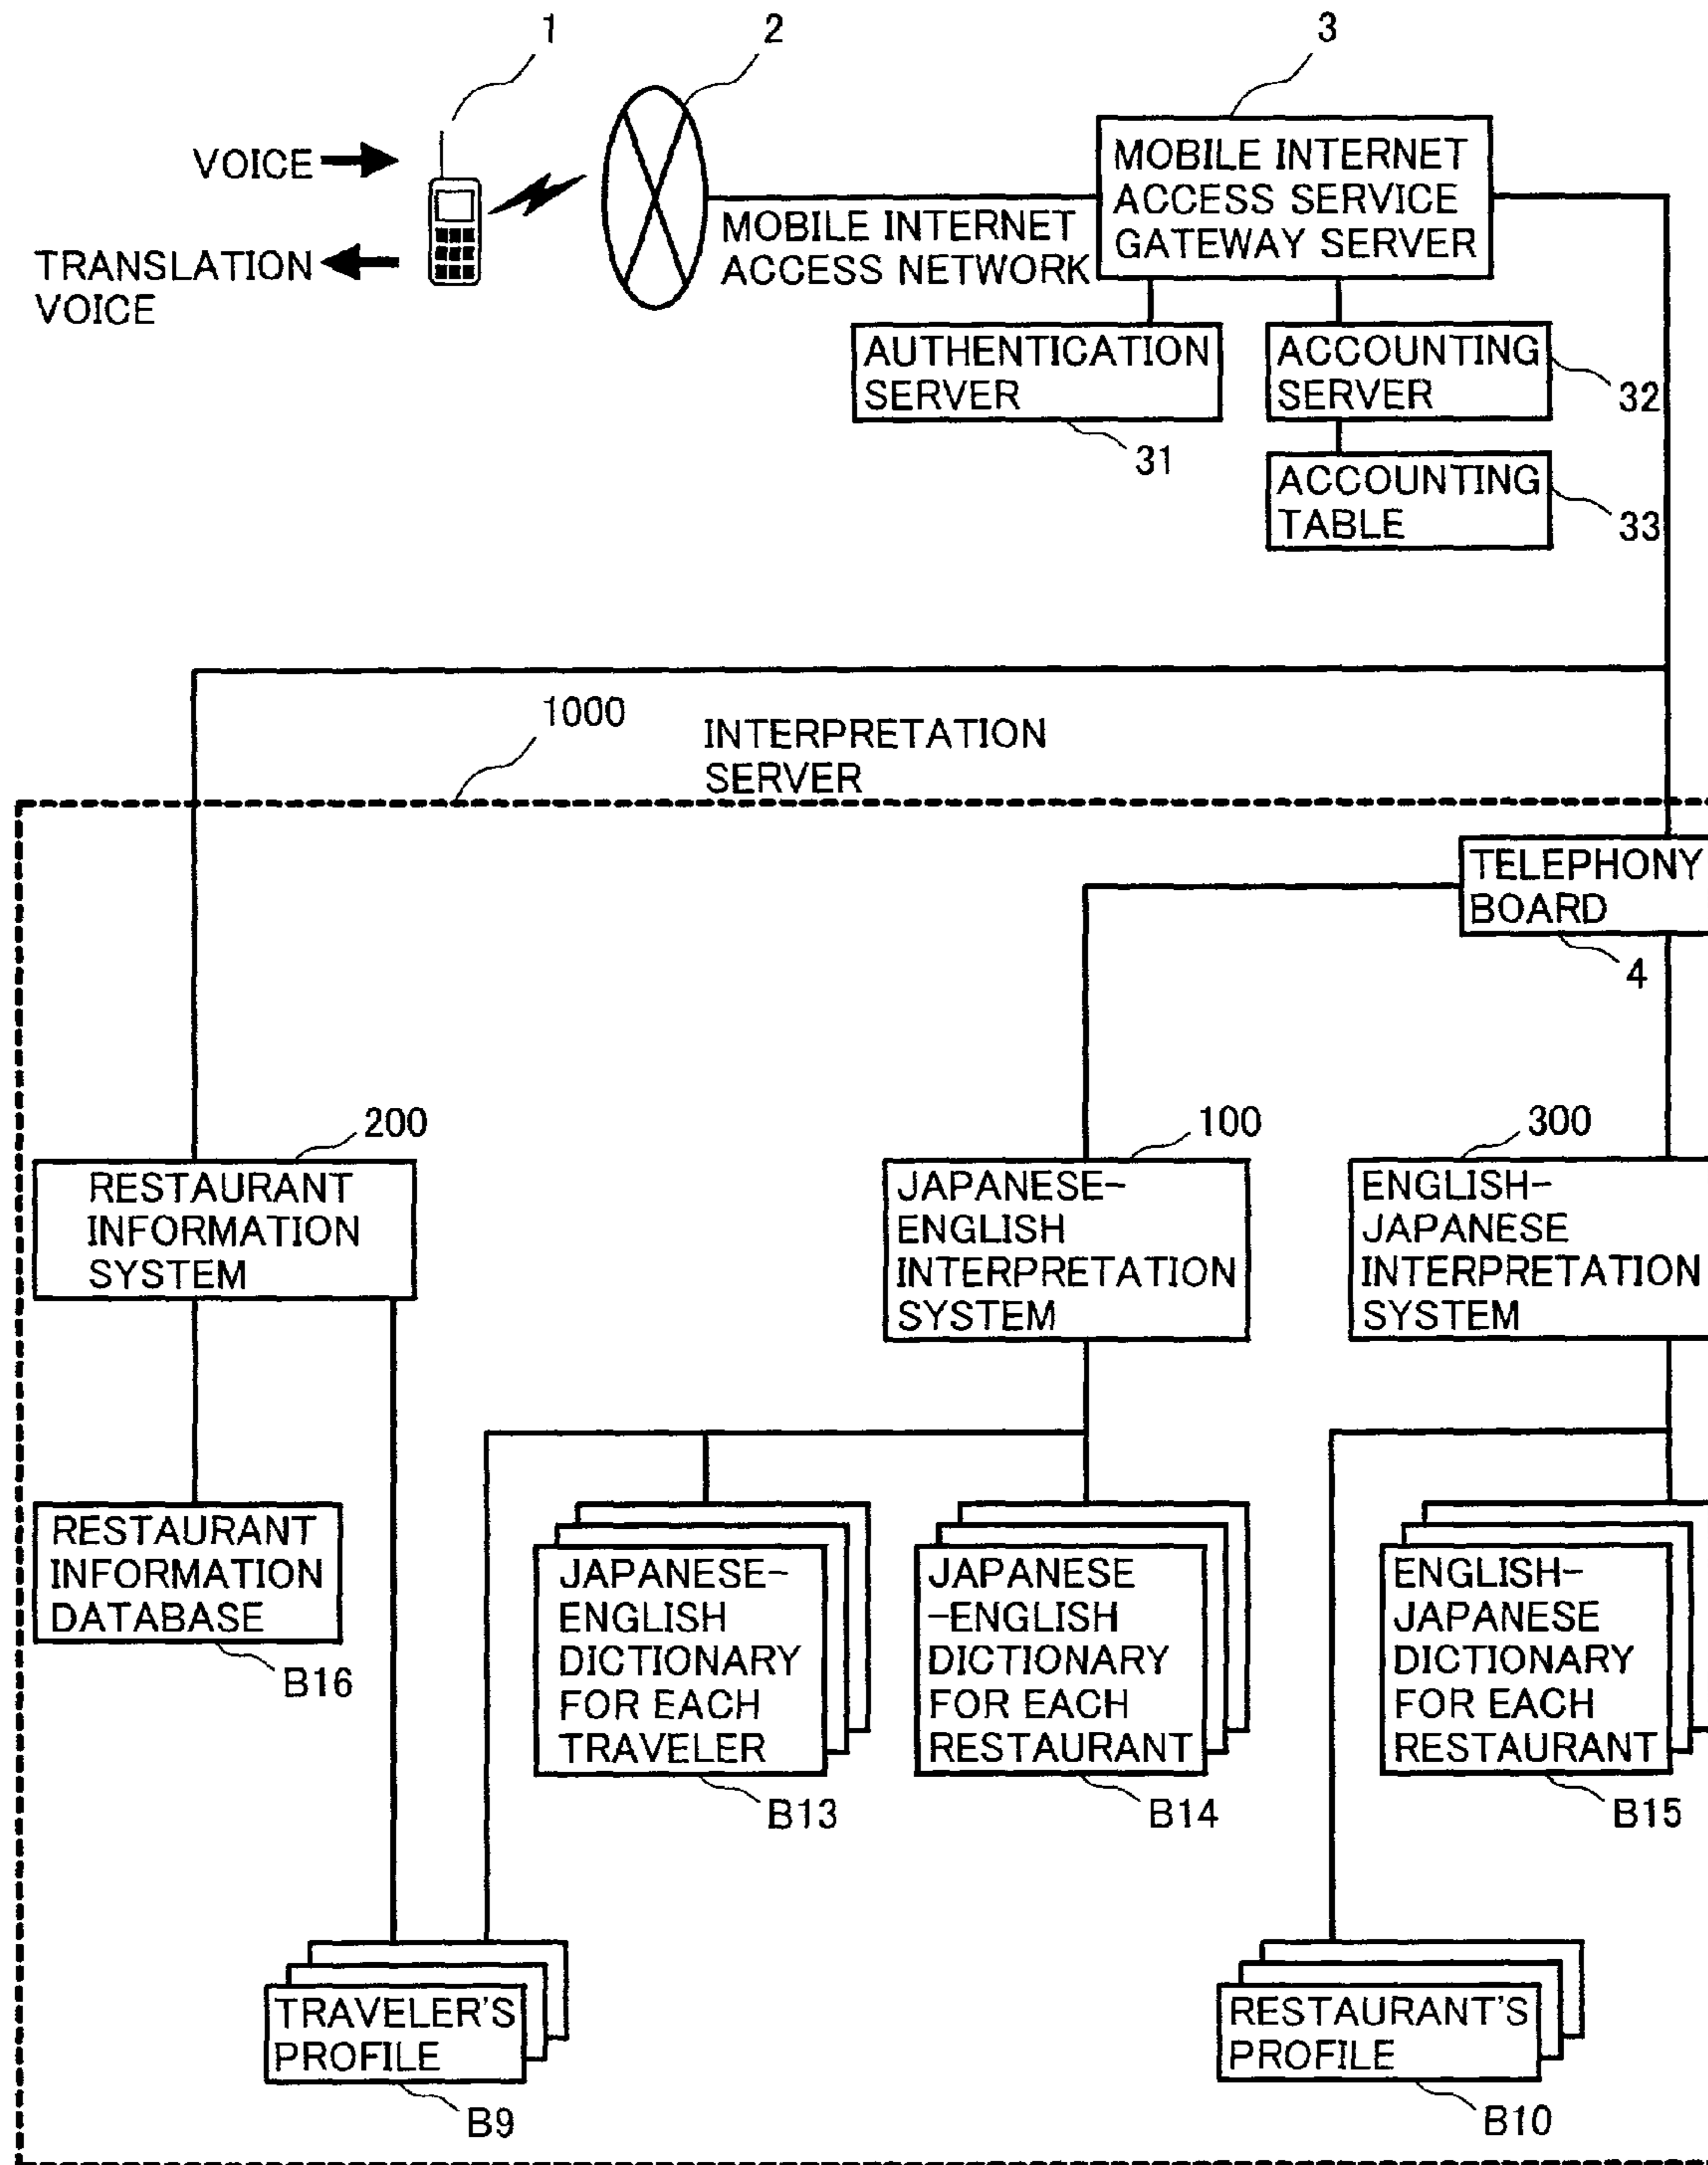 1
2
3
VOICE
TRANSLATION
VOICE
MOBILE INTERNET
ACCESS NETWORK
MOBILE INTERNET
ACCESS SERVICE
GATEWAY SERVER
AUTHENTICATION
SERVER
31
ACCOUNTING
SERVER
32
ACCOUNTING
TABLE
33
1000
INTERPRETATION
SERVER
TELEPHONY
BOARD
4
200
RESTAURANT
INFORMATION
SYSTEM
100
JAPANESE-
ENGLISH
INTERPRETATION
SYSTEM
300
ENGLISH-
JAPANESE
INTERPRETATION
SYSTEM
RESTAURANT
INFORMATION
DATABASE
B16
JAPANESE-
ENGLISH
DICTIONARY
FOR EACH
TRAVELER
B13
JAPANESE
-ENGLISH
DICTIONARY
FOR EACH
RESTAURANT
B14
ENGLISH-
JAPANESE
DICTIONARY
FOR EACH
RESTAURANT
B15
TRAVELER'S
PROFILE
B9
RESTAURANT'S
PROFILE
B10